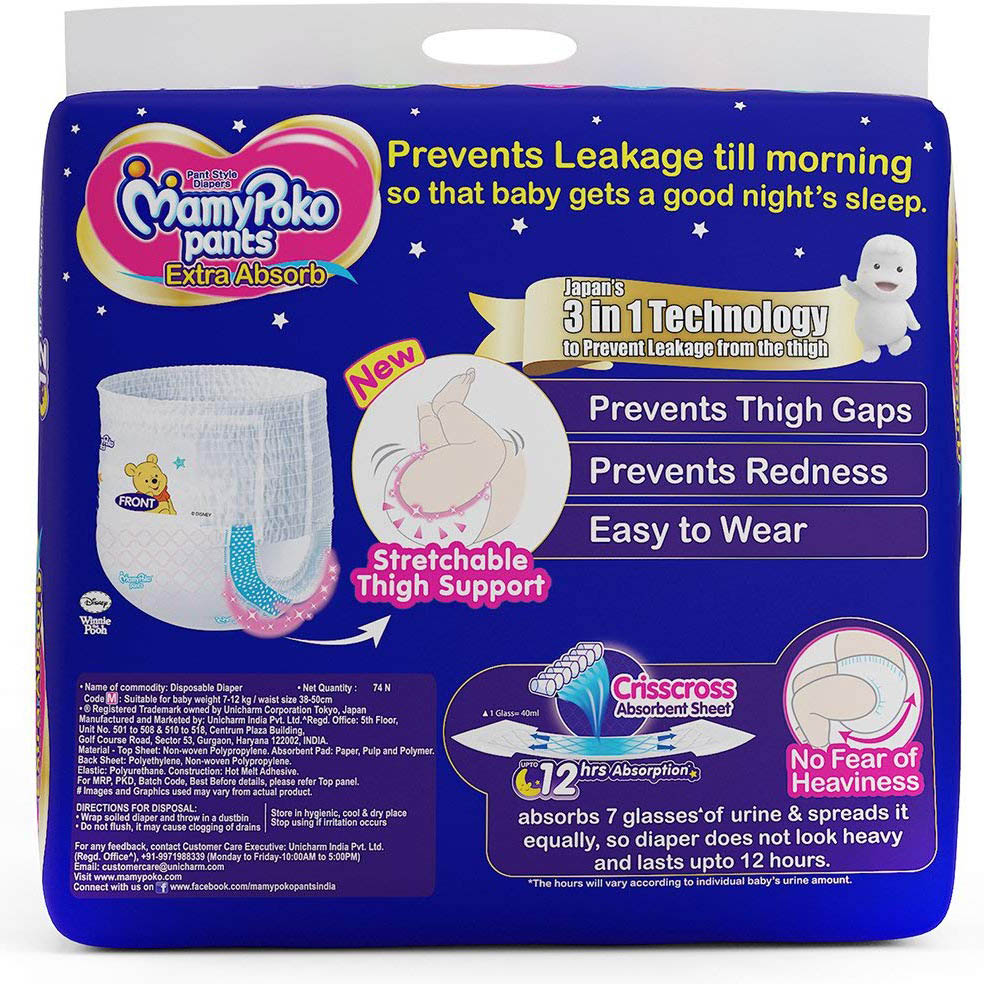 Pant Style
Diapers
MamyPoko
pants
Extra Absorb
Prevents Leakage till morning
so that baby gets a good night's sleep.
Japan's
3 in 1 Technology
to Prevent Leakage from the thigh
New
Prevents Thigh Gaps
Prevents Redness
Easy to Wear
Stretchable
Thigh Support
FRONT
© DISNEY
MamyPoko
pants
Disney
Winnie
the
Pooh
• Name of commodity: Disposable Diaper • Net Quantity : 74 N
Code M : Suitable for baby weight 7-12 kg / waist size 38-50cm
• ® Registered Trademark owned by Unicharm Corporation Tokyo, Japan
Manufactured and Marketed by: Unicharm India Pvt. Ltd.^Regd. Office: 5th Floor,
Unit No. 501 to 508 & 510 to 518, Centrum Plaza Building,
Golf Course Road, Sector 53, Gurgaon, Haryana 122002, INDIA.
Material - Top Sheet: Non-woven Polypropylene. Absorbent Pad: Paper, Pulp and Polymer.
Back Sheet: Polyethylene, Non-woven Polypropylene.
Elastic: Polyurethane. Construction: Hot Melt Adhesive.
For MRP, PKD, Batch Code, Best Before details, please refer Top panel.
# Images and Graphics used may vary from actual product.
DIRECTIONS FOR DISPOSAL:
• Wrap soiled diaper and throw in a dustbin
• Do not flush, it may cause clogging of drains
Store in hygienic, cool & dry place
Stop using if irritation occurs
For any feedback, contact Customer Care Executive: Unicharm India Pvt. Ltd.
(Regd. Office^), +91-9971988339 (Monday to Friday-10:00AM to 5:00PM)
Email: customercare@unicharm.com
Visit www.mamypoko.com
Connect with us on f www.facebook.com/mamypokopantsindia
Crisscross
Absorbent Sheet
▲1 Glass= 40ml
UPTO
12 hrs Absorption*
No Fear of
Heaviness
absorbs 7 glasses▲of urine & spreads it
equally, so diaper does not look heavy
and lasts upto 12 hours.
*The hours will vary according to individual baby's urine amount.